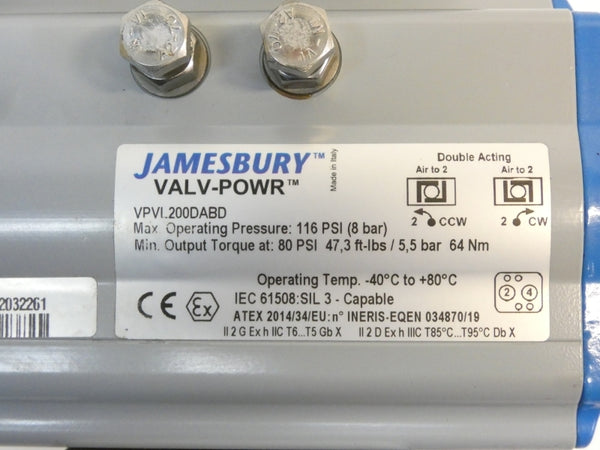 JAMESBURY™
VALV-POWR™
Made in Italy
VPVL200DABD
Max. Operating Pressure: 116 PSI (8 bar)
Min. Output Torque at: 80 PSI 47,3 ft-lbs / 5,5 bar 64 Nm
Double Acting
Air to 2 Air to 2
2 CCW 2 CW
Operating Temp. -40°C to +80°C
IEC 61508:SIL 3 - Capable
ATEX 2014/34/EU:n° INERIS-EQEN 034870/19
II 2 G Ex h IIC T6...T5 Gb X II 2 D Ex h IIIC T85°C...T95°C Db X
CE Ex
2 4
2032261